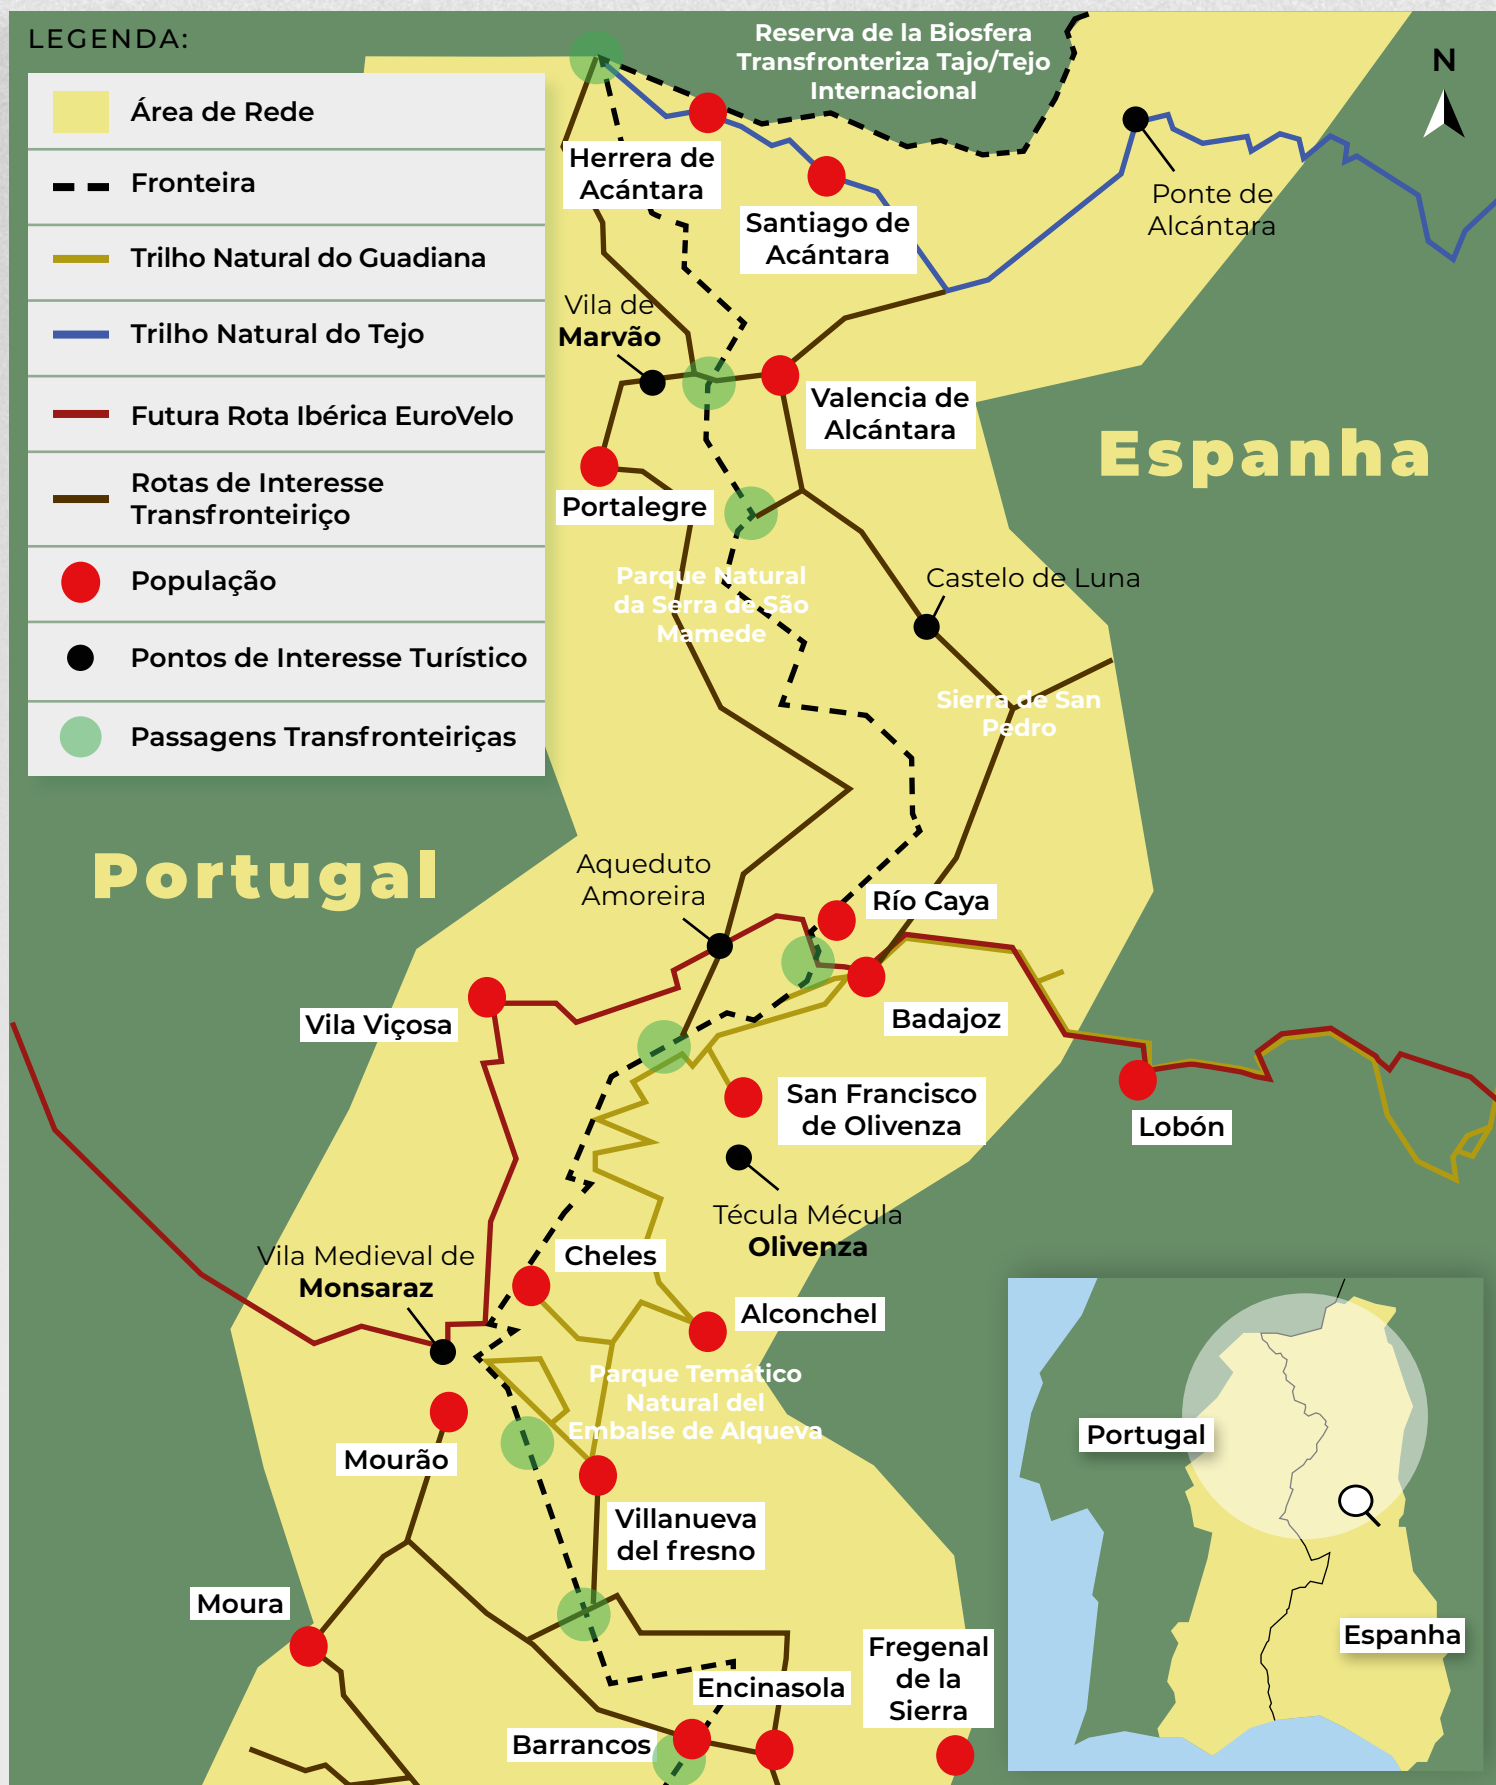 LEGENDA:
Área de Rede
Fronteira
Trilho Natural do Guadiana
Trilho Natural do Tejo
Futura Rota Ibérica EuroVelo
Rotas de Interesse
Transfronteiriço
População
Pontos de Interesse Turístico
Passagens Transfronteiriças
Reserva de la Biosfera
Transfronteriza Tajo/Tejo
Internacional
N
Herrera de
Acántara
Santiago de
Acántara
Ponte de
Alcántara
Vila de
Marvão
Valencia de
Alcántara
Espanha
Portalegre
Parque Natural
da Serra de São
Mamede
Castelo de Luna
Sierra de San
Pedro
Portugal
Aqueduto
Amoreira
Río Caya
Vila Viçosa
Badajoz
San Francisco
de Olivenza
Lobón
Técula Mécula
Olivenza
Vila Medieval de
Monsaraz
Cheles
Alconchel
Parque Temático
Natural del
Embalse de Alqueva
Mourão
Villanueva
del fresno
Moura
Fregenal
de la
Sierra
Encinasola
Barrancos
Portugal
Espanha